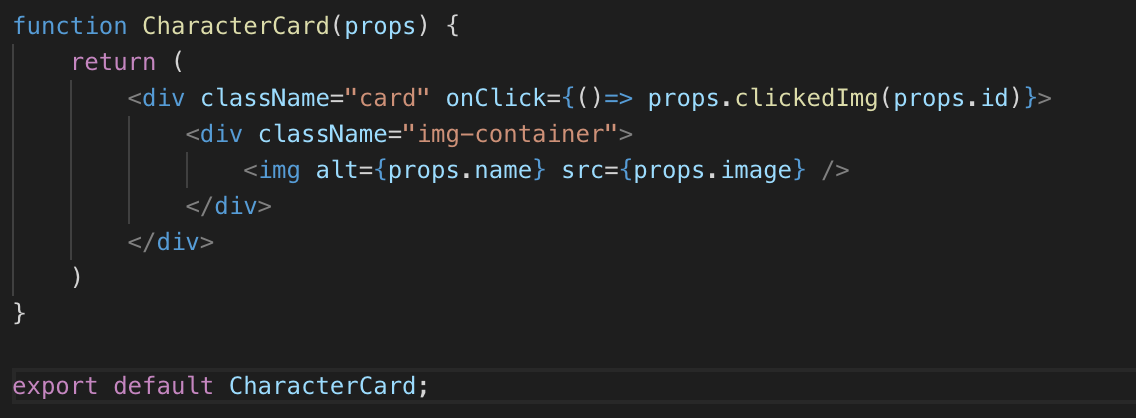 function CharacterCard(props) {
    return (
        <div className="card" onClick={()=> props.clickedImg(props.id)}>
            <div className="img-container">
                <img alt={props.name} src={props.image} />
            </div>
        </div>
    )
}

export default CharacterCard;